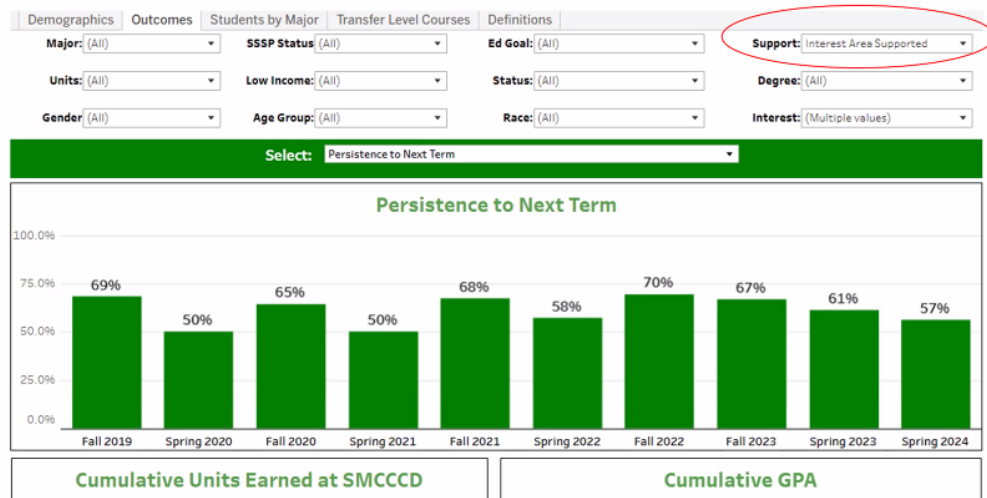 Demographics Outcomes Students by Major Transfer Level Courses Definitions
Major: (All) SSSP Status (All) Ed Goal: (All) Support: Interest Area Supported
Units: (All) Low Income: (All) Status: (All) Degree: (All)
Gender (All) Age Group: (All) Race: (All) Interest: (Multiple values)
Select: Persistence to Next Term
Persistence to Next Term
100.0%
75.0%
50.0%
25.0%
0.0%
69% 50% 65% 50% 68% 58% 70% 67% 61% 57%
Fall 2019 Spring 2020 Fall 2020 Spring 2021 Fall 2021 Spring 2022 Fall 2022 Fall 2023 Spring 2023 Spring 2024
Cumulative Units Earned at SMCCCD Cumulative GPA